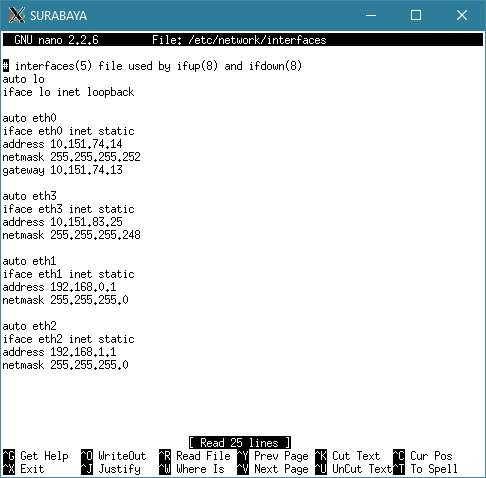 SURABAYA
GNU nano 2.2.6 File: /etc/network/interfaces
# interfaces(5) file used by ifup(8) and ifdown(8)
auto lo
iface lo inet loopback
auto eth0
iface eth0 inet static
address 10.151.74.14
netmask 255.255.255.252
gateway 10.151.74.13
auto eth3
iface eth3 inet static
address 10.151.83.25
netmask 255.255.255.248
auto eth1
iface eth1 inet static
address 192.168.0.1
netmask 255.255.255.0
auto eth2
iface eth2 inet static
address 192.168.1.1
netmask 255.255.255.0
[ Read 25 lines ]
^G Get Help ^O WriteOut ^R Read File ^Y Prev Page ^K Cut Text ^C Cur Pos
^X Exit ^J Justify ^W Where Is ^V Next Page ^U UnCut Text ^T To Spell